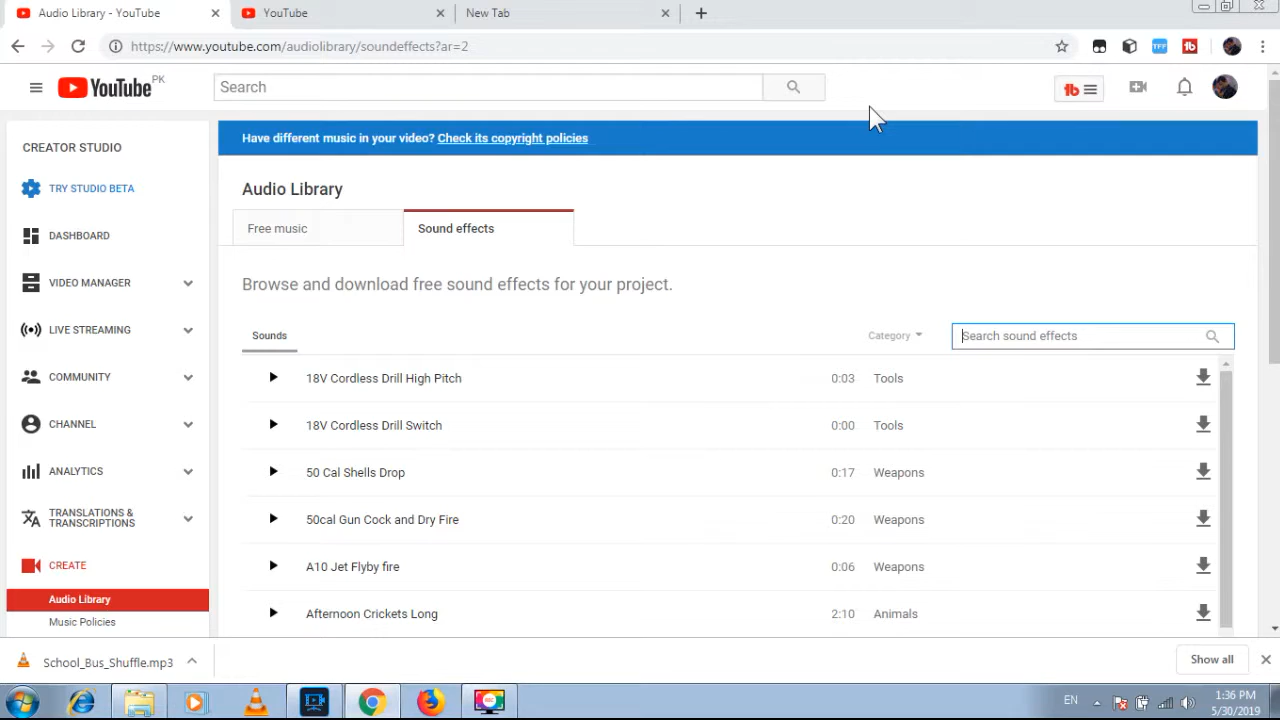 Audio Library - YouTube
YouTube
New Tab
https://www.youtube.com/audiolibrary/soundeffects?ar=2
TFF
YouTube PK
Search
CREATOR STUDIO
TRY STUDIO BETA
DASHBOARD
VIDEO MANAGER
LIVE STREAMING
COMMUNITY
CHANNEL
ANALYTICS
TRANSLATIONS &
TRANSCRIPTIONS
CREATE
Audio Library
Music Policies
Have different music in your video? Check its copyright policies
Audio Library
Free music
Sound effects
Browse and download free sound effects for your project.
Sounds
Category
Search sound effects
18V Cordless Drill High Pitch 0:03 Tools
18V Cordless Drill Switch 0:00 Tools
50 Cal Shells Drop 0:17 Weapons
50cal Gun Cock and Dry Fire 0:20 Weapons
A10 Jet Flyby fire 0:06 Weapons
Afternoon Crickets Long 2:10 Animals
School_Bus_Shuffle.mp3
Show all
EN
1:36 PM
5/30/2019